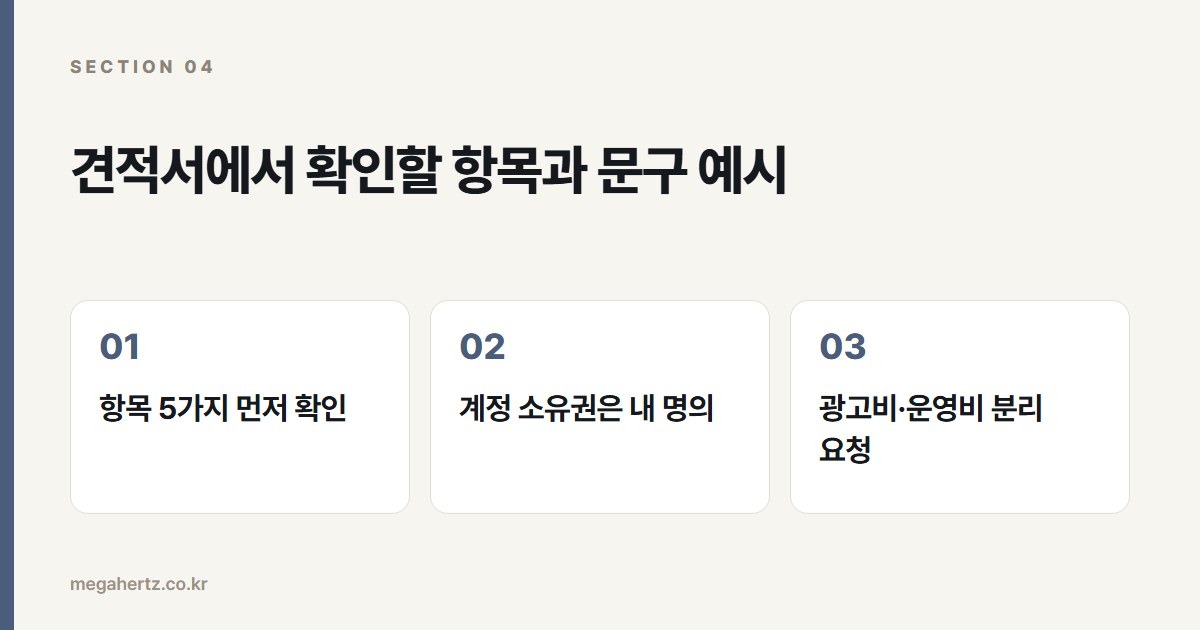 SECTION 04
견적서에서 확인할 항목과 문구 예시
01
항목 5가지 먼저 확인
02
계정 소유권은 내 명의
03
광고비·운영비 분리
요청
megahertz.co.kr